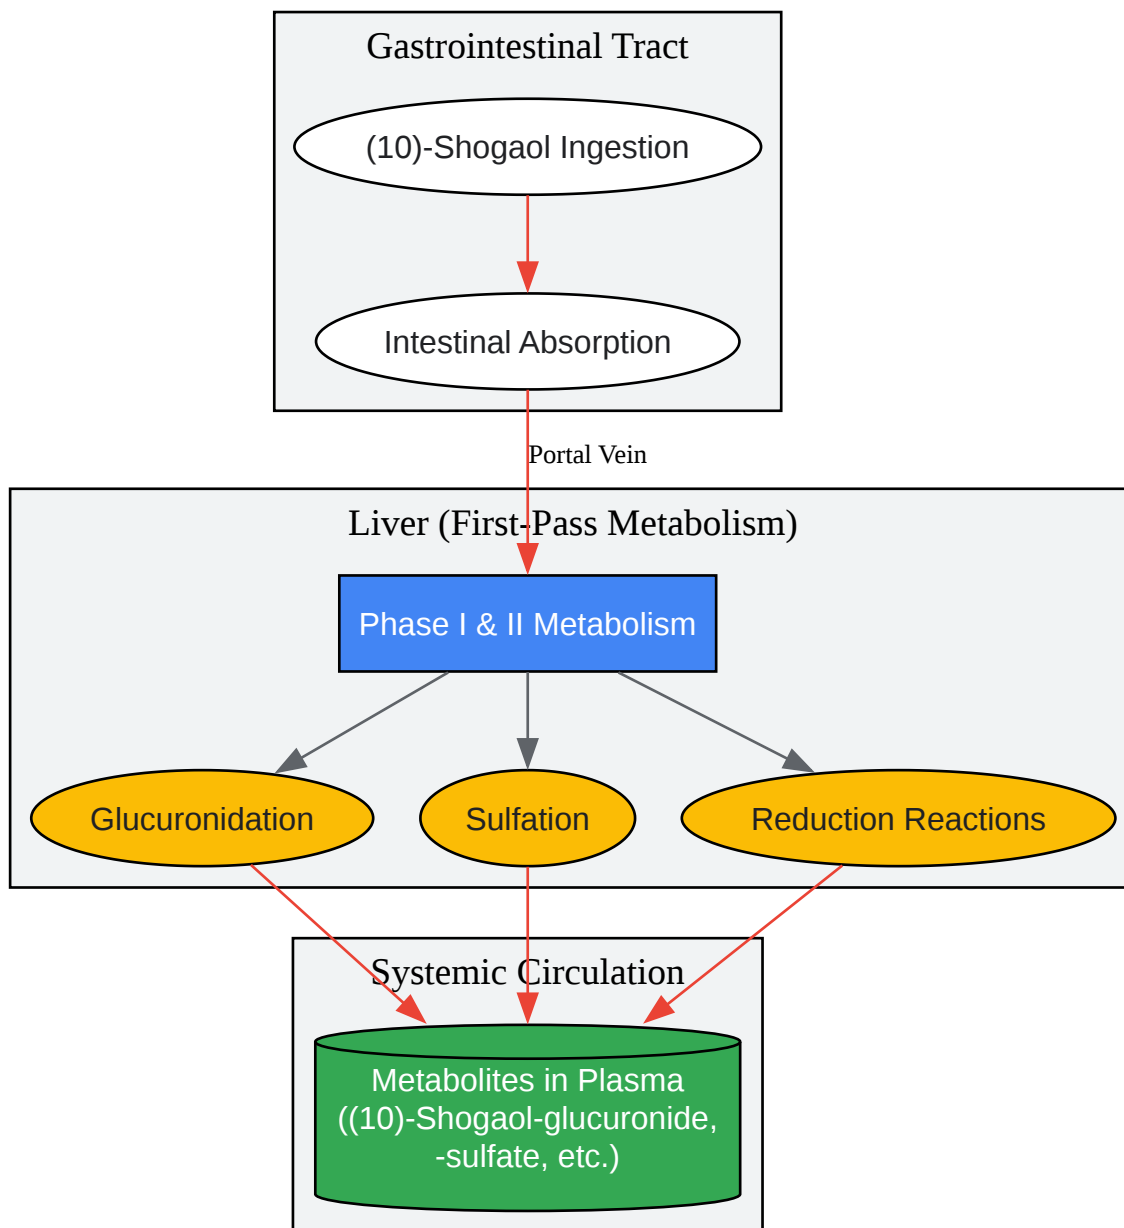 Gastrointestinal Tract
(10)-Shogaol Ingestion
Intestinal Absorption
Portal Vein
Liver (First-Pass Metabolism)
Phase I & II Metabolism
Glucuronidation
Sulfation
Reduction Reactions
Systemic Circulation
Metabolites in Plasma
((10)-Shogaol-glucuronide,
-sulfate, etc.)